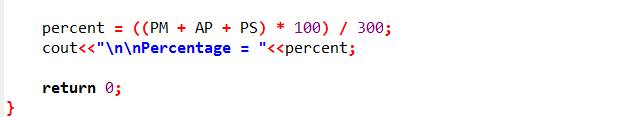 percent = ((PM + AP + PS) * 100) / 300;
cout<<"\n\nPercentage = "<<percent;
return 0;
}